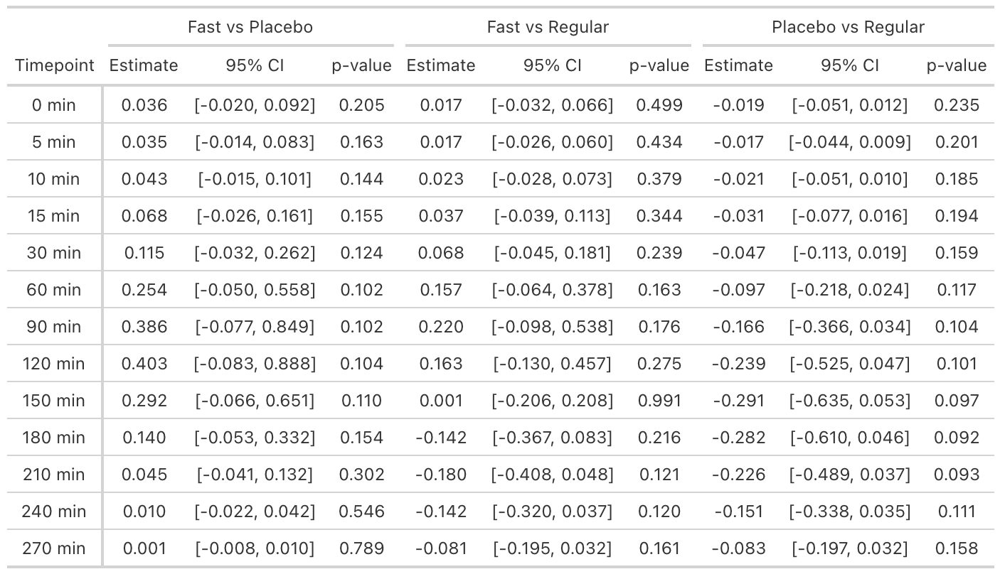 Fast vs Placebo Fast vs Regular Placebo vs Regular
Timepoint Estimate 95% CI p-value Estimate 95% CI p-value Estimate 95% CI p-value
0 min 0.036 [-0.020, 0.092] 0.205 0.017 [-0.032, 0.066] 0.499 -0.019 [-0.051, 0.012] 0.235
5 min 0.035 [-0.014, 0.083] 0.163 0.017 [-0.026, 0.060] 0.434 -0.017 [-0.044, 0.009] 0.201
10 min 0.043 [-0.015, 0.101] 0.144 0.023 [-0.028, 0.073] 0.379 -0.021 [-0.051, 0.010] 0.185
15 min 0.068 [-0.026, 0.161] 0.155 0.037 [-0.039, 0.113] 0.344 -0.031 [-0.077, 0.016] 0.194
30 min 0.115 [-0.032, 0.262] 0.124 0.068 [-0.045, 0.181] 0.239 -0.047 [-0.113, 0.019] 0.159
60 min 0.254 [-0.050, 0.558] 0.102 0.157 [-0.064, 0.378] 0.163 -0.097 [-0.218, 0.024] 0.117
90 min 0.386 [-0.077, 0.849] 0.102 0.220 [-0.098, 0.538] 0.176 -0.166 [-0.366, 0.034] 0.104
120 min 0.403 [-0.083, 0.888] 0.104 0.163 [-0.130, 0.457] 0.275 -0.239 [-0.525, 0.047] 0.101
150 min 0.292 [-0.066, 0.651] 0.110 0.001 [-0.206, 0.208] 0.991 -0.291 [-0.635, 0.053] 0.097
180 min 0.140 [-0.053, 0.332] 0.154 -0.142 [-0.367, 0.083] 0.216 -0.282 [-0.610, 0.046] 0.092
210 min 0.045 [-0.041, 0.132] 0.302 -0.180 [-0.408, 0.048] 0.121 -0.226 [-0.489, 0.037] 0.093
240 min 0.010 [-0.022, 0.042] 0.546 -0.142 [-0.320, 0.037] 0.120 -0.151 [-0.338, 0.035] 0.111
270 min 0.001 [-0.008, 0.010] 0.789 -0.081 [-0.195, 0.032] 0.161 -0.083 [-0.197, 0.032] 0.158